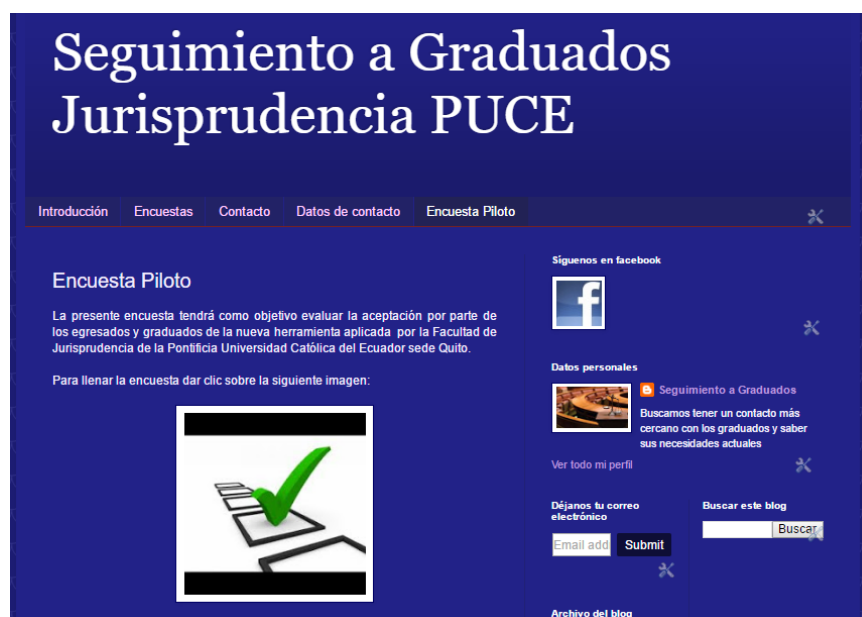 Seguimiento a Graduados
Jurisprudencia PUCE
Introducción Encuestas Contacto Datos de contacto Encuesta Piloto
Encuesta Piloto
La presente encuesta tendrá como objetivo evaluar la aceptación por parte de
los egresados y graduados de la nueva herramienta aplicada por la Facultad de
Jurisprudencia de la Pontificia Universidad Católica del Ecuador sede Quito.
Para llenar la encuesta dar clic sobre la siguiente imagen:
Síguenos en facebook
f
Datos personales
Seguimiento a Graduados
Buscamos tener un contacto más
cercano con los graduados y saber
sus necesidades actuales
Ver todo mi perfil
Déjanos tu correo
electrónico
Email add
Submit
Buscar este blog
Buscar
Archivo del blog